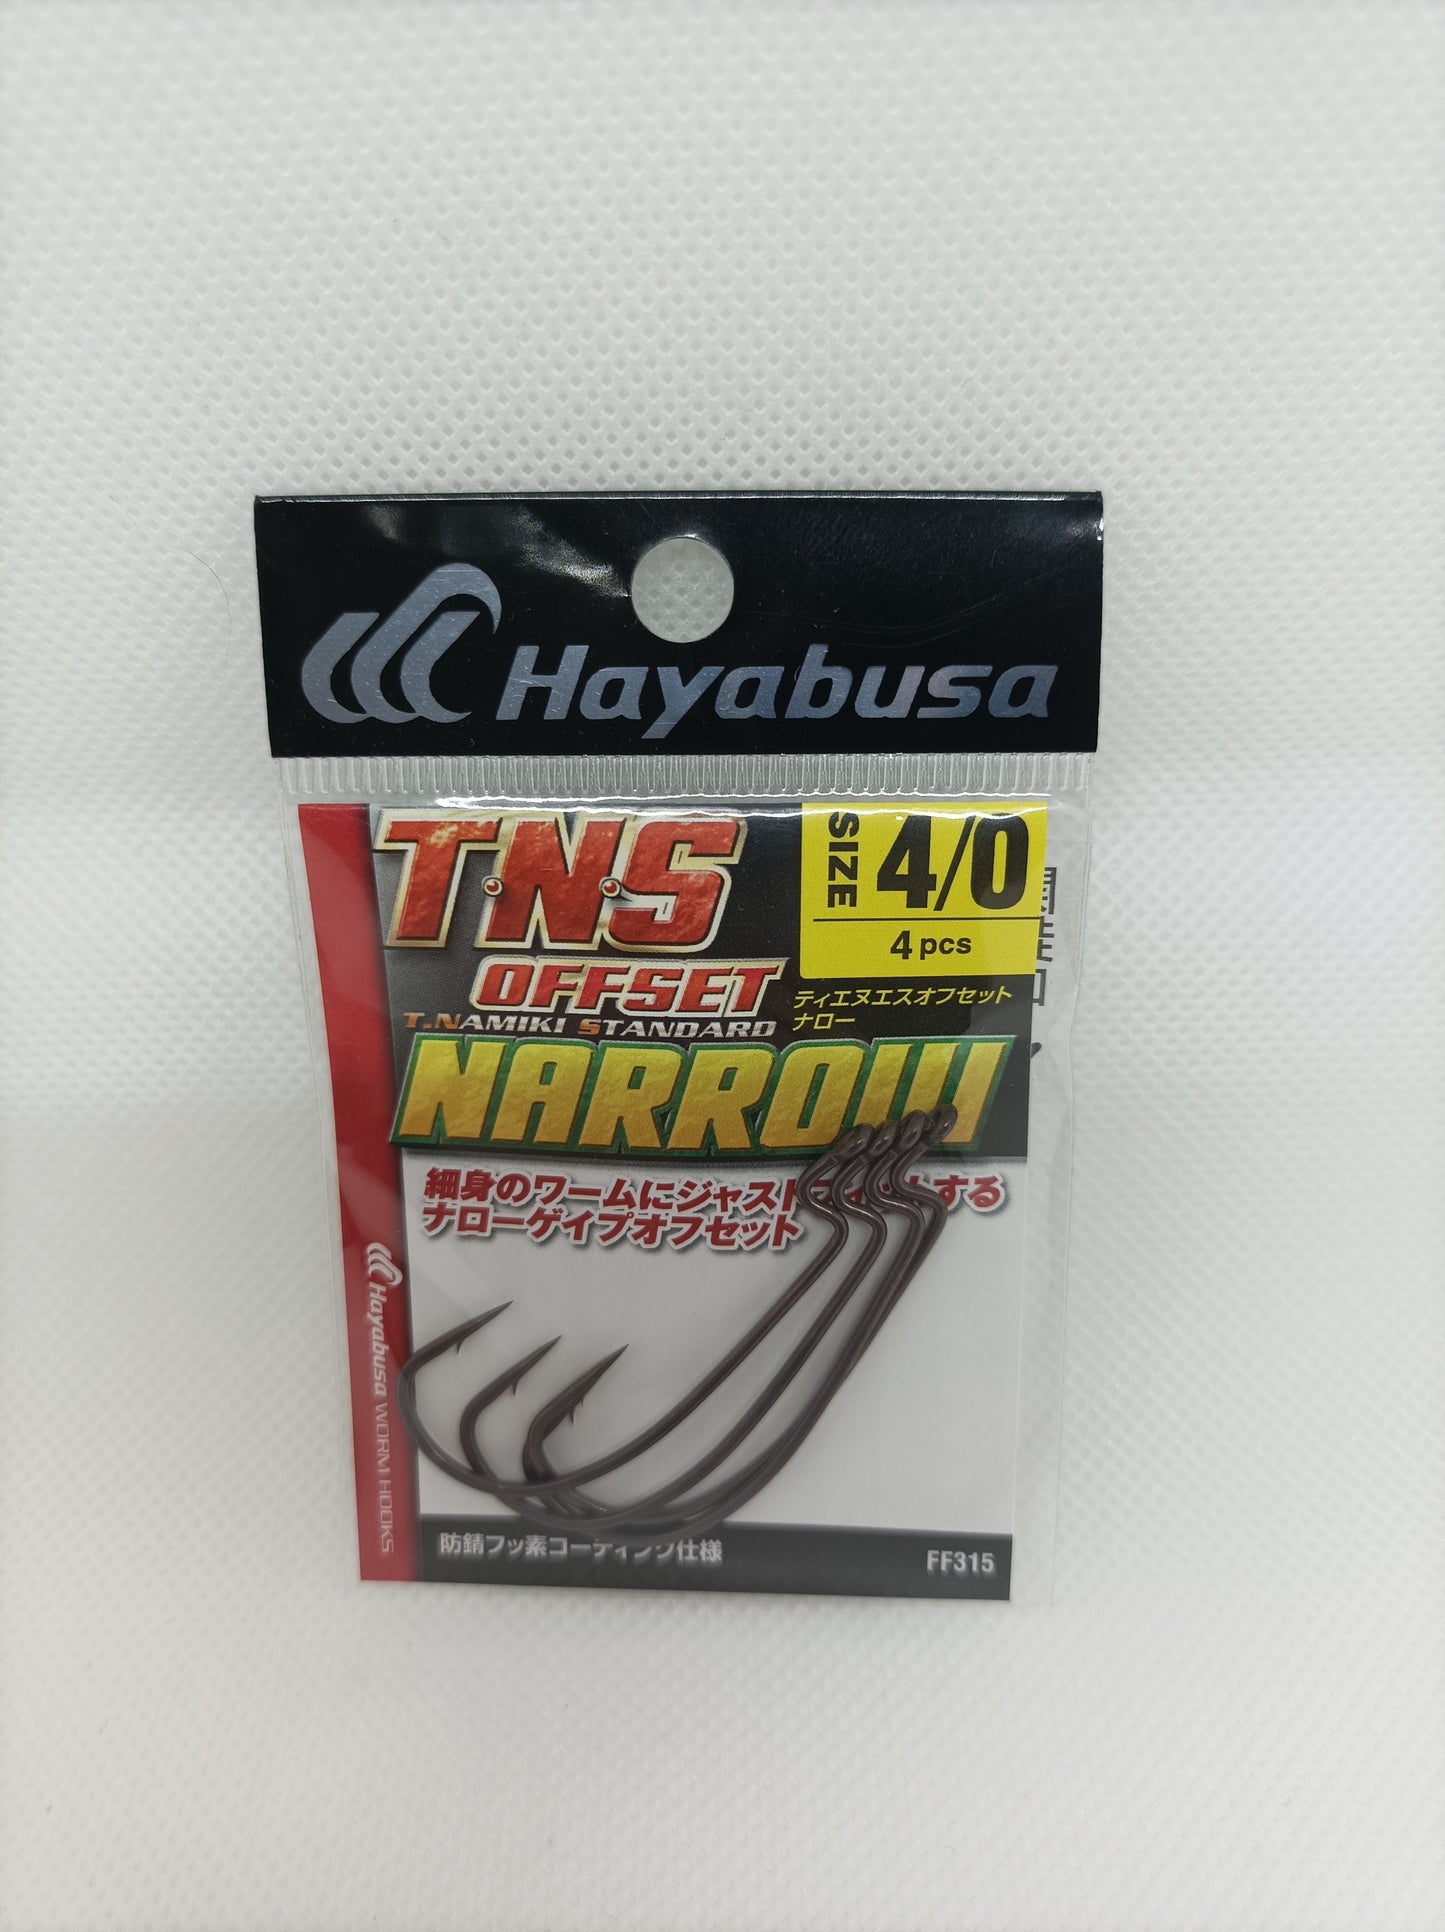 Hayabusa
T.N.S
SIZE 4/0
4 pcs
OFFSET
ティエヌエスオフセット
ナロー
T.NAMIKI STANDARD
NARROW
細身のワームにジャストフィットする
ナローゲイプオフセット
Hayabusa WORM HOOKS
防錆フッ素コーティング仕様
FF315